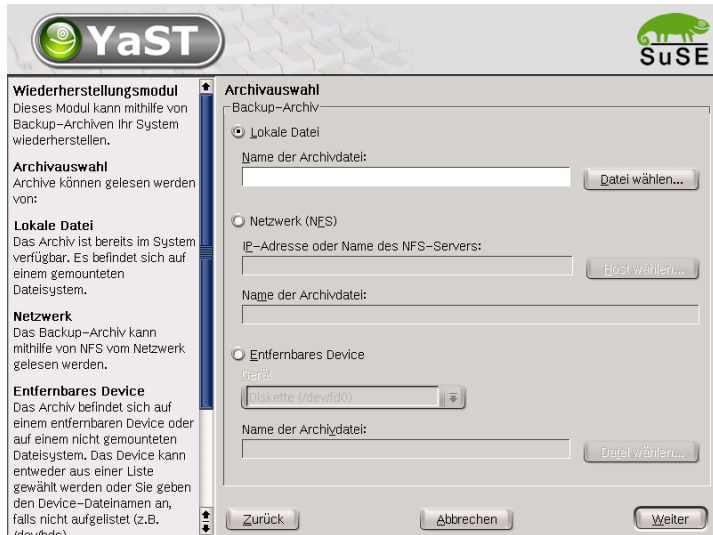 YaST
SuSE
Wiederherstellungsmodul
Dieses Modul kann mithilfe von
Backup-Archiven Ihr System
wiederherstellen.
Archivauswahl
Archive können gelesen werden
von:
Lokale Datei
Das Archiv ist bereits im System
verfügbar. Es befindet sich auf
einem gemounteten
Dateisystem.
Netzwerk
Das Backup-Archiv kann
mithilfe von NFS vom Netzwerk
gelesen werden.
Entfernbares Device
Das Archiv befindet sich auf
einem entfernbaren Device oder
auf einem nicht gemounteten
Dateisystem. Das Device kann
entweder aus einer Liste
gewählt werden oder Sie geben
den Device-Dateinamen an,
falls nicht aufgelistet (z.B.
/dev/hdc)
Archivauswahl
Backup-Archiv
Lokale Datei
Name der Archivdatei:
Datei wählen...
Netzwerk (NFS)
IP-Adresse oder Name des NFS-Servers:
Host wählen...
Name der Archivdatei:
Entfernbares Device
Gerät
Diskette (/dev/fd0)
Name der Archivdatei:
Datei wählen...
Zurück
Abbrechen
Weiter